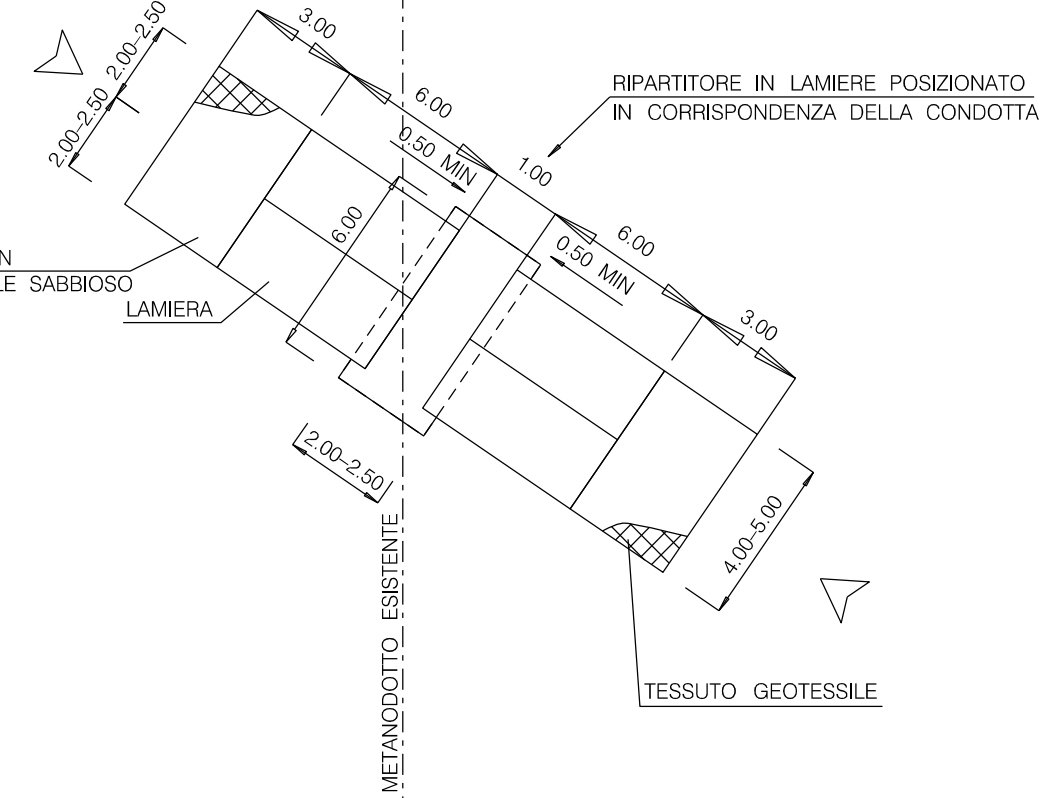 2.00-2.50
2.00-2.50
3.00
6.00
0.50 MIN
1.00
RIPARTITORE IN LAMIERE POSIZIONATO
IN CORRISPONDENZA DELLA CONDOTTA
6.00
6.00
0.50 MIN
3.00
N
LE SABBIOSO
LAMIERA
2.00-2.50
4.00-5.00
METANODOTTO ESISTENTE
TESSUTO GEOTESSILE